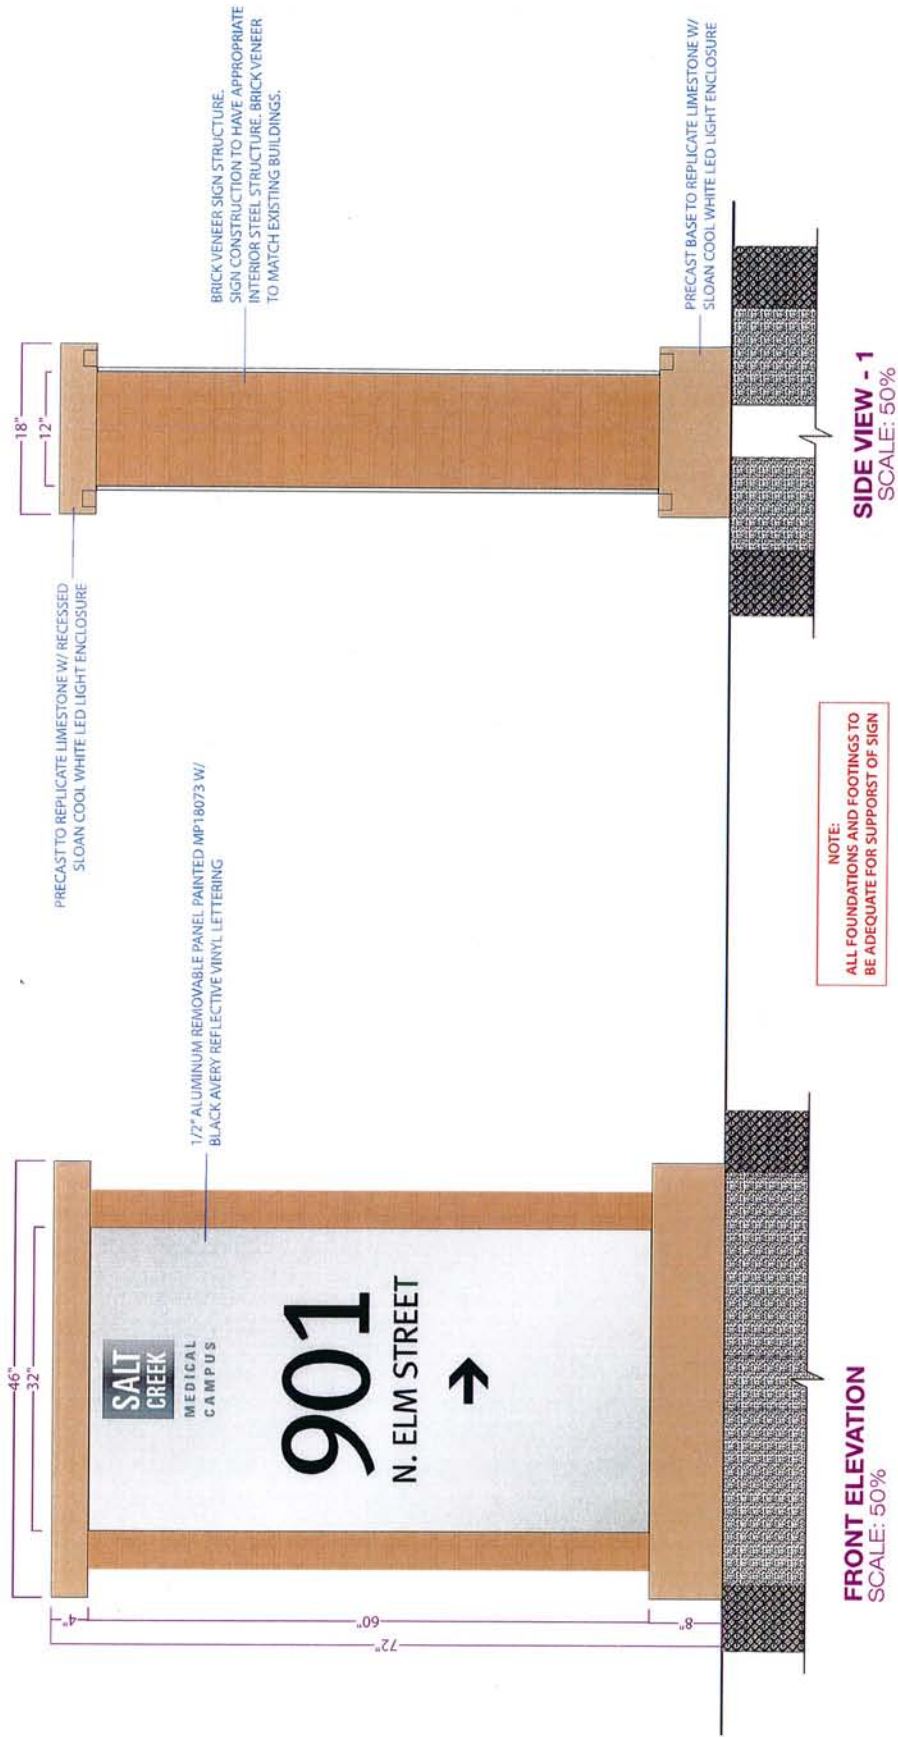 46"
32"
4"
60"
8"
72"
SALT
CREEK
MEDICAL
CAMPUS
901
N. ELM STREET
1/2" ALUMINUM REMOVABLE PANEL PAINTED MP18073 W/
BLACK AVERY REFLECTIVE VINYL LETTERING
FRONT ELEVATION
SCALE: 50%
NOTE:
ALL FOUNDATIONS AND FOOTINGS TO
BE ADEQUATE FOR SUPPORST OF SIGN
PRECAST TO REPLICATE LIMESTONE W/ RECESSED
SLOAN COOL WHITE LED LIGHT ENCLOSURE
18"
12"
BRICK VENEER SIGN STRUCTURE.
SIGN CONSTRUCTION TO HAVE APPROPRIATE
INTERIOR STEEL STRUCTURE. BRICK VENEER
TO MATCH EXISTING BUILDINGS.
PRECAST BASE TO REPLICATE LIMESTONE W/
SLOAN COOL WHITE LED LIGHT ENCLOSURE
SIDE VIEW - 1
SCALE: 50%